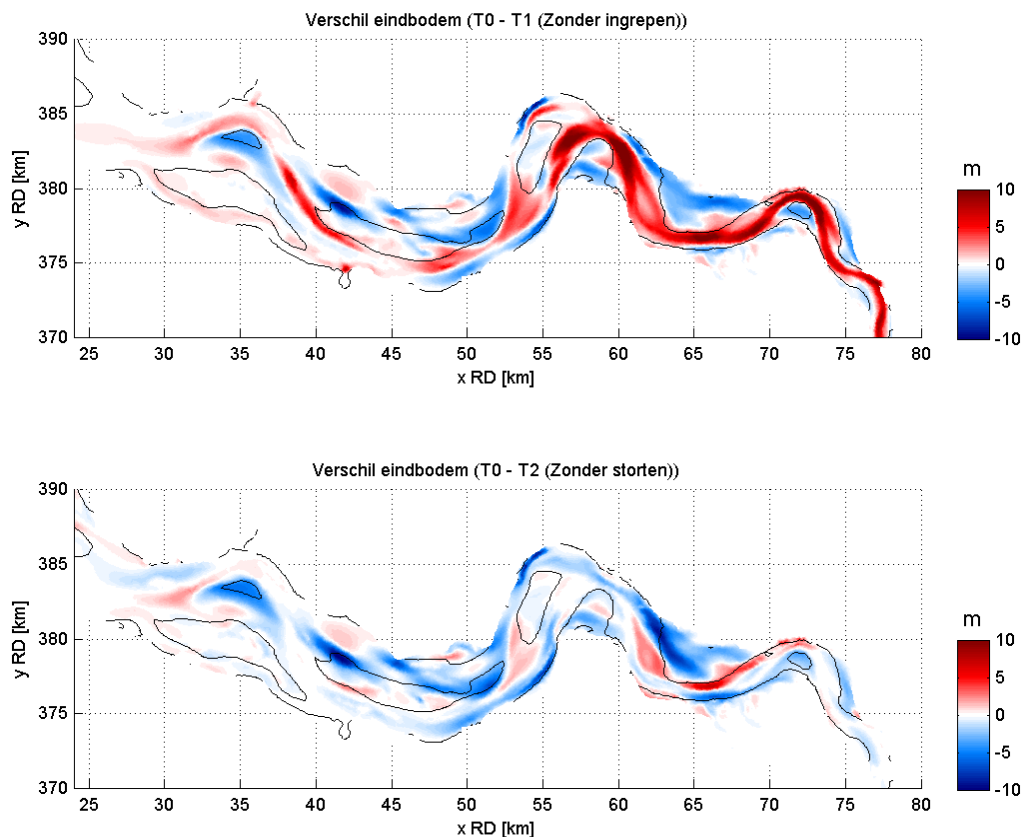 Verschil eindbodem (T0 - T1 (Zonder ingrepen))
390
385
380
375
370
y RD [km]
25 30 35 40 45 50 55 60 65 70 75 80
x RD [km]
m
10
5
0
-5
-10
Verschil eindbodem (T0 - T2 (Zonder storten))
390
385
380
375
370
y RD [km]
25 30 35 40 45 50 55 60 65 70 75 80
x RD [km]
m
10
5
0
-5
-10